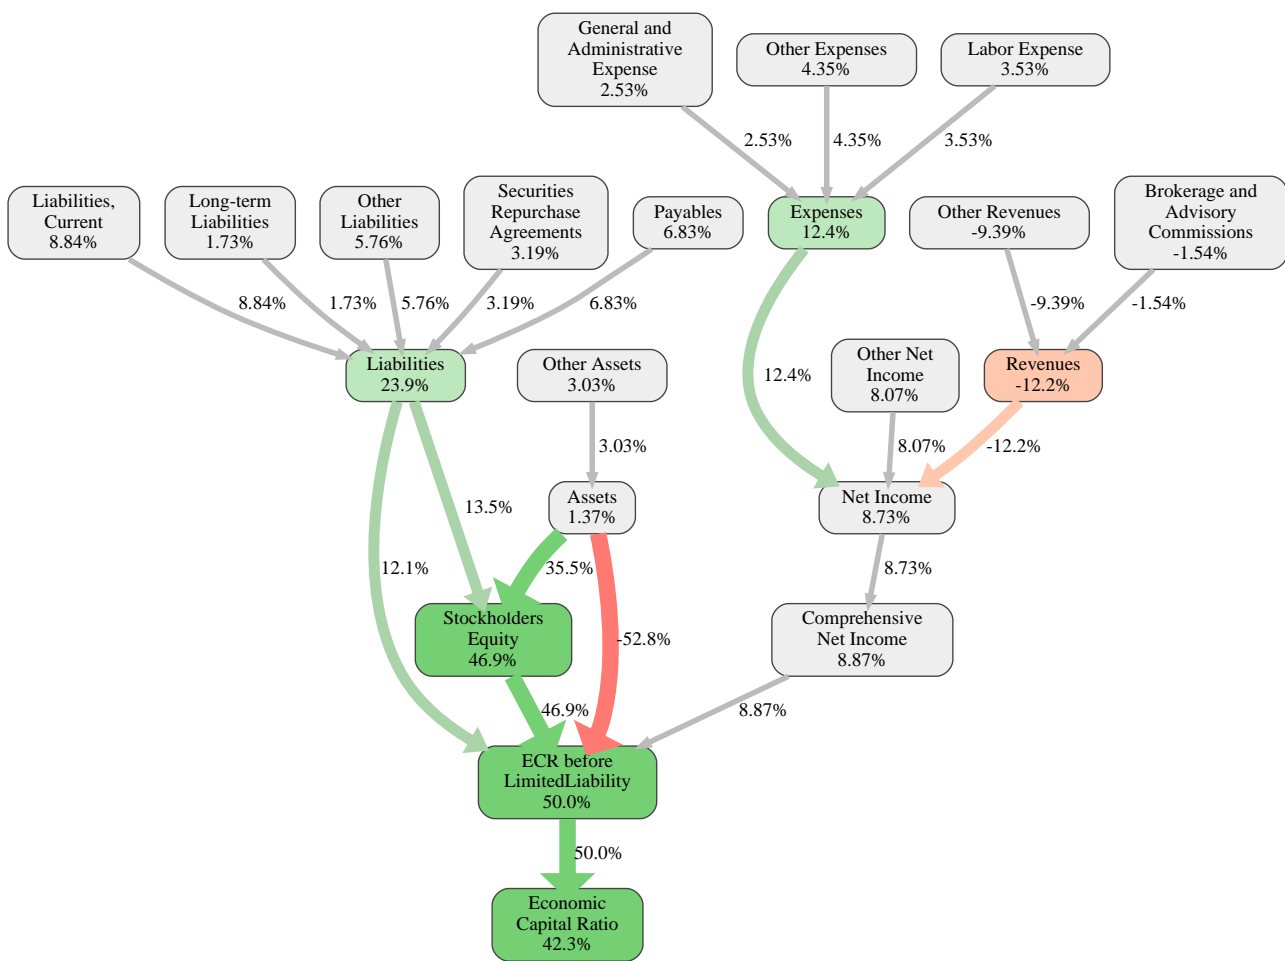 General and
Administrative
Expense
2.53%
Other Expenses
4.35%
Labor Expense
3.53%
2.53%
4.35%
3.53%
Liabilities,
Current
8.84%
Long-term
Liabilities
1.73%
Other
Liabilities
5.76%
Securities
Repurchase
Agreements
3.19%
Payables
6.83%
Expenses
12.4%
Other Revenues
-9.39%
Brokerage and
Advisory
Commissions
-1.54%
8.84%
1.73%
5.76%
3.19%
6.83%
-9.39%
-1.54%
Liabilities
23.9%
Other Assets
3.03%
12.4%
Other Net
Income
8.07%
Revenues
-12.2%
3.03%
8.07%
-12.2%
13.5%
Assets
1.37%
Net Income
8.73%
12.1%
35.5%
8.73%
Stockholders
Equity
46.9%
-52.8%
Comprehensive
Net Income
8.87%
46.9%
8.87%
ECR before
LimitedLiability
50.0%
50.0%
Economic
Capital Ratio
42.3%